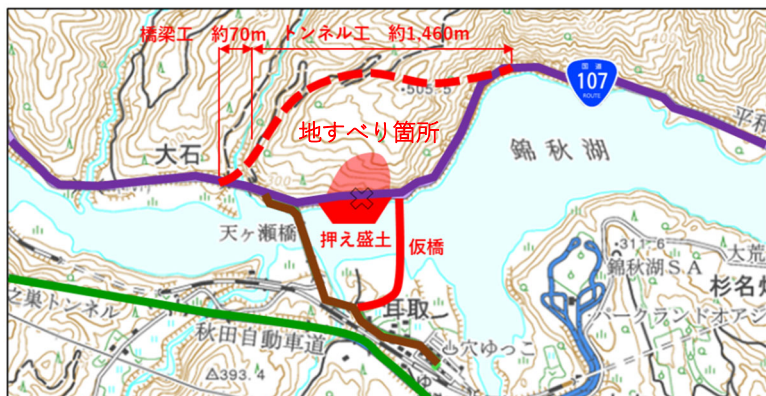 橋梁工 約70m
トンネル工 約1,460m
国道
107
ROUTE
400
・505.5
平和
地すべり箇所
大石
300
錦秋湖
天ヶ瀬橋
押え盛土
仮橋
・311.6
大荒
錦秋湖SA
杉名畑
之巣トンネル
耳取
秋田自動車道
穴ゆっこ
パークランドオアシ
△393.4
ゆ